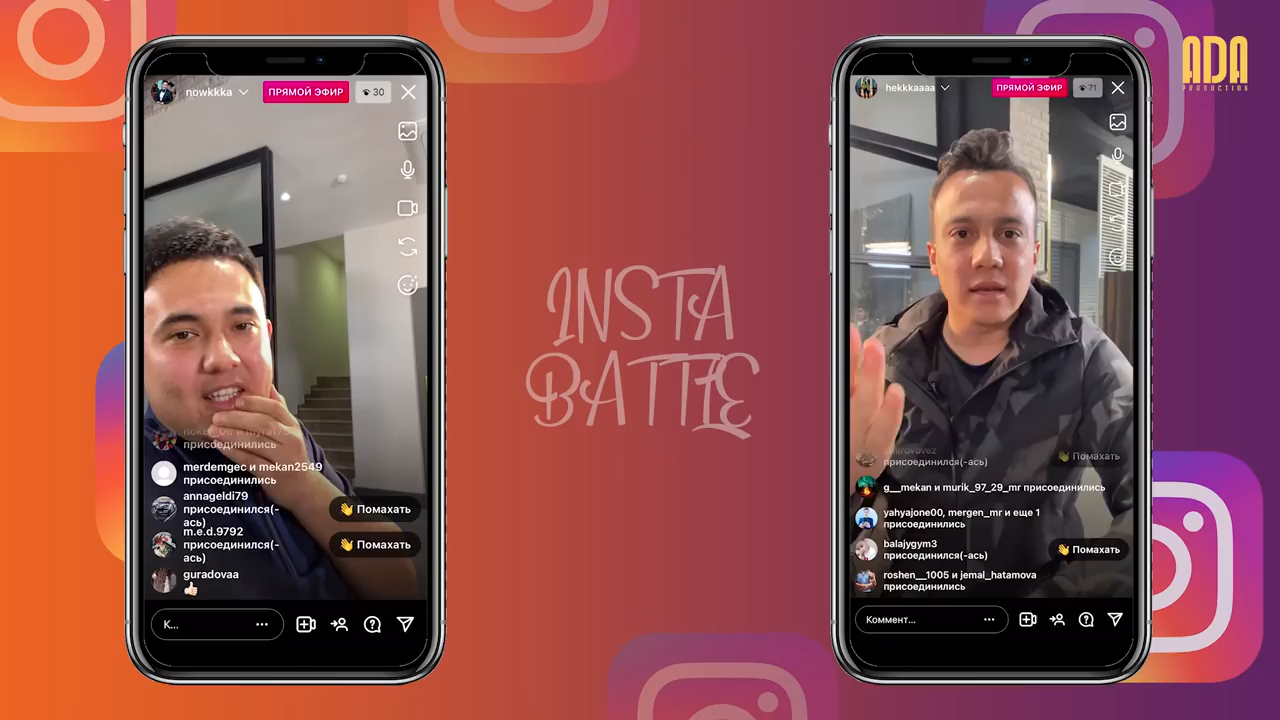 nowkkka
ПРЯМОЙ ЭФИР
30
присоединились
merdemgec и mekan2549
присоединились
annageldi79
присоединился(-
ась)
Помахать
m.e.d.9792
присоединился(-
ась)
Помахать
guradovaa
К...
INSTA
BATTLE
hekkkaaaa
ПРЯМОЙ ЭФИР
71
присоединился(-ась)
Помахать
g__mekan и murik_97_29_mr присоединились
yahyajone00, mergen_mr и еще 1
присоединились
balajygym3
присоединился(-ась)
Помахать
roshen__1005 и jemal_hatamova
присоединились
Коммент...
ADA
PRODUCTION